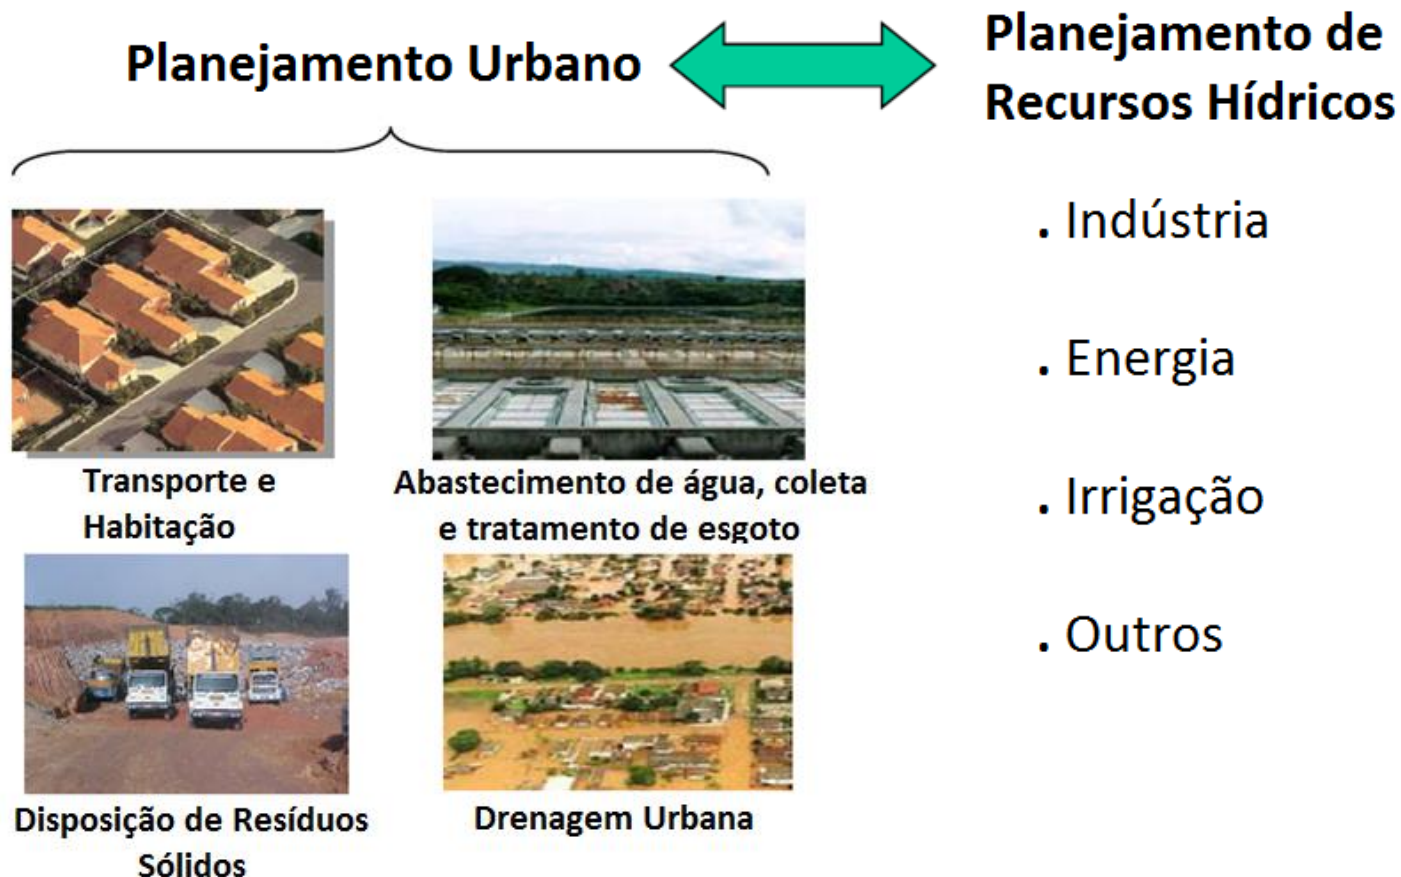 Planejamento Urbano
Planejamento de
Recursos Hídricos
Transporte e
Habitação
Abastecimento de água, coleta
e tratamento de esgoto
Disposição de Resíduos
Sólidos
Drenagem Urbana
. Indústria
. Energia
. Irrigação
. Outros